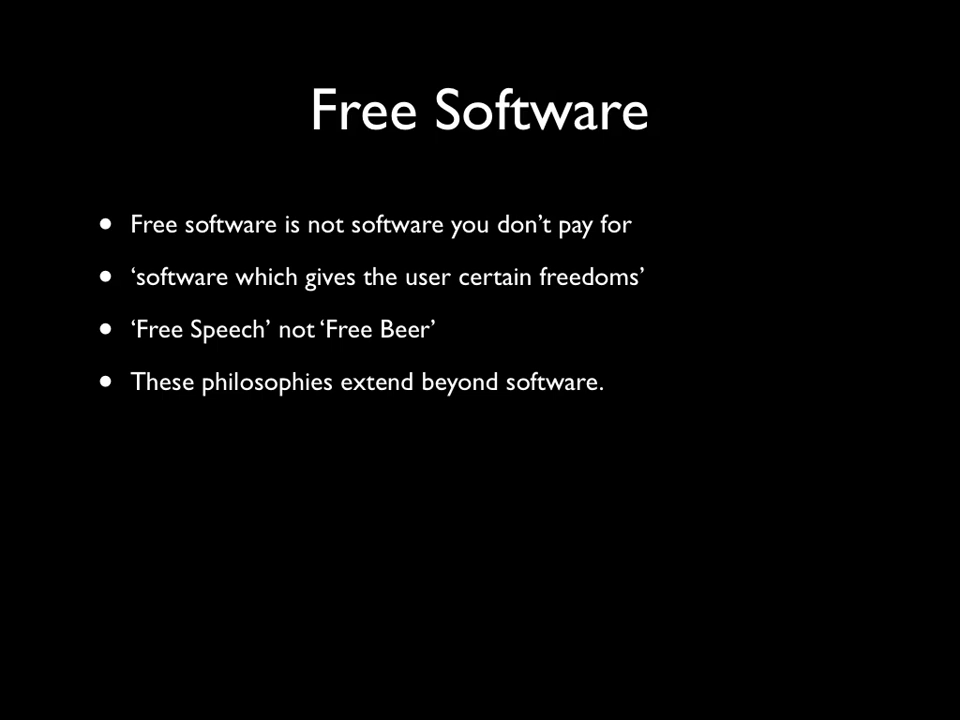 Free Software
• Free software is not software you don’t pay for
• ‘software which gives the user certain freedoms’
• ‘Free Speech’ not ‘Free Beer’
• These philosophies extend beyond software.